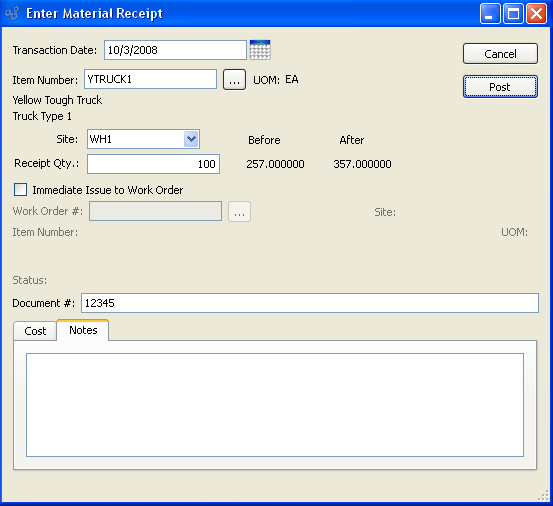 Enter Material Receipt
Transaction Date: 10/3/2008
Cancel
Item Number: YTRUCK1 ... UOM: EA
Post
Yellow Tough Truck
Truck Type 1
Site: WH1 Before After
Receipt Qty.: 100 257.000000 357.000000
Immediate Issue to Work Order
Work Order #: ... Site:
Item Number: UOM:
Status:
Document #: 12345
Cost Notes